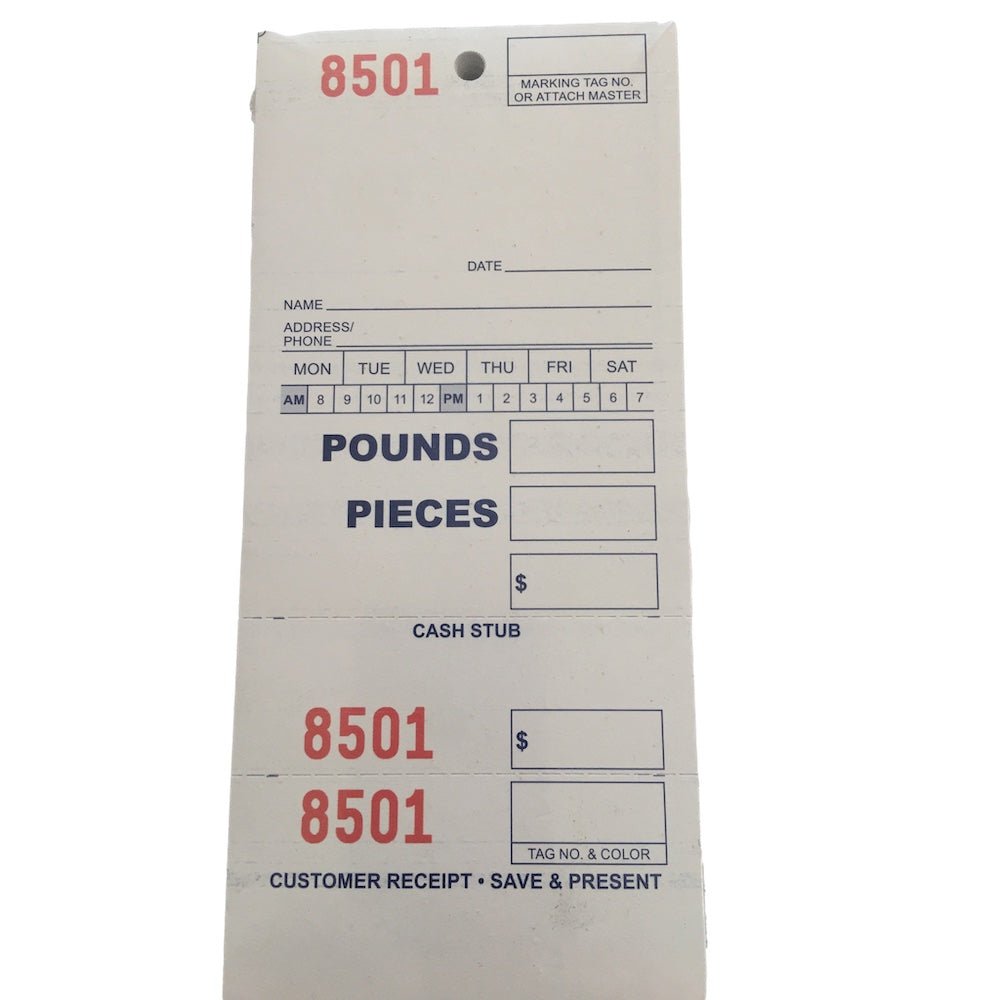 8501
MARKING TAG NO.
OR ATTACH MASTER
DATE
NAME
ADDRESS/
PHONE
MON TUE WED THU FRI SAT
AM 8 9 10 11 12 PM 1 2 3 4 5 6 7
POUNDS
PIECES
$
CASH STUB
8501 $
8501
TAG NO. & COLOR
CUSTOMER RECEIPT • SAVE & PRESENT